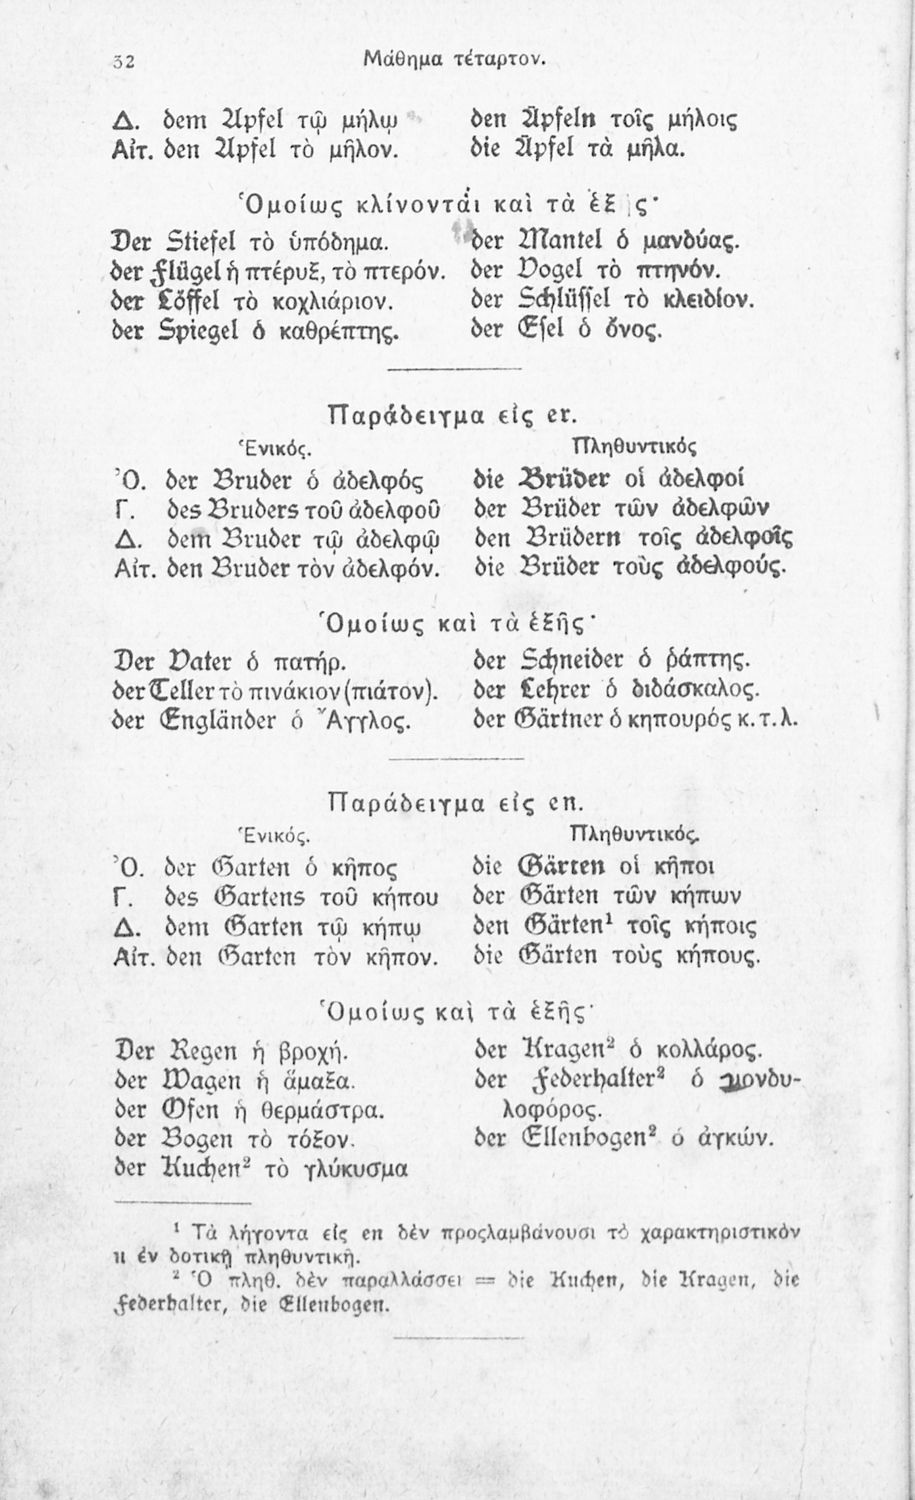 32 Μάθημα τέταρτον.
Δ. dem Apfel τῷ μήλῳ den Äpfeln τοῖς μήλοις
Αἰτ. den Apfel τὸ μῆλον. die Äpfel τὰ μῆλα.
Ὁμοίως κλίνονται καὶ τὰ ἑξ ς·
Der Stiefel τὸ ὑπόδημα. der Mantel ὁ μανδύας.
der Flügel ἡ πτέρυξ, τὸ πτερόν. der Vogel τὸ πτηνόν.
der Löffel τὸ κοχλιάριον. der Schlüssel τὸ κλειδίον.
der Spiegel ὁ καθρέπτης. der Esel ὁ ὄνος.
Παράδειγμα εἰς er.
Ἑνικός. Πληθυντικός
Ὀ. der Bruder ὁ ἀδελφός die Brüder οἱ ἀδελφοί
Γ. des Bruders τοῦ ἀδελφοῦ der Brüder τῶν ἀδελφῶν
Δ. dem Bruder τῷ ἀδελφῷ den Brüdern τοῖς ἀδελφοῖς
Αἰτ. den Bruder τὸν ἀδελφόν. die Brüder τοὺς ἀδελφούς.
Ὁμοίως καὶ τὰ ἑξῆς·
Der Vater ὁ πατήρ. der Schneider ὁ ῥάπτης.
der Teller τὸ πινάκιον (πιάτον). der Lehrer ὁ διδάσκαλος.
der Engländer ὁ Ἄγγλος. der Gärtner ὁ κηπουρός κ.τ.λ.
Παράδειγμα εἰς en.
Ἑνικός. Πληθυντικός.
Ὀ. der Garten ὁ κῆπος die Gärten οἱ κῆποι
Γ. des Gartens τοῦ κήπου der Gärten τῶν κήπων
Δ. dem Garten τῷ κήπῳ den Gärten¹ τοῖς κήποις
Αἰτ. den Garten τὸν κῆπον. die Gärten τοὺς κήπους.
Ὁμοίως καὶ τὰ ἑξῆς·
Der Regen ἡ βροχή. der Kragen² ὁ κολλάρος.
der Wagen ἡ ἅμαξα. der Federhalter² ὁ κονδυ-
der Ofen ἡ θερμάστρα. λοφόρος.
der Bogen τὸ τόξον. der Ellenbogen² ὁ ἀγκών.
der Kuchen² τὸ γλύκυσμα
¹ Τὰ λήγοντα εἰς en δὲν προςλαμβάνουσι τὸ χαρακτηριστικὸν
n ἐν δοτικῇ πληθυντικῇ.
² Ὁ πληθ. δὲν παραλλάσσει = die Kuchen, die Kragen, die
Federhalter, die Ellenbogen.